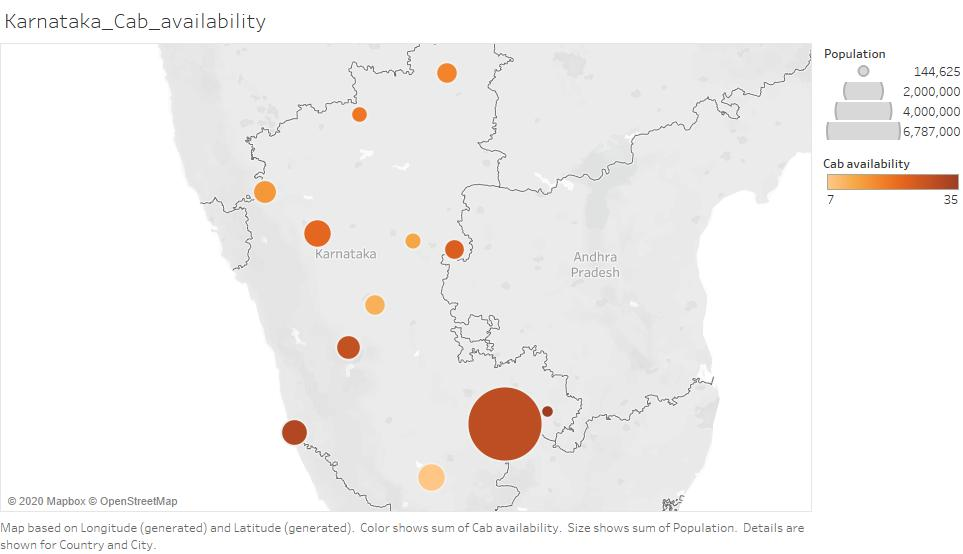 Karnataka_Cab_availability
Population
144,625
2,000,000
4,000,000
6,787,000
Cab availability
7 35
Karnataka
Andhra
Pradesh
© 2020 Mapbox © OpenStreetMap
Map based on Longitude (generated) and Latitude (generated). Color shows sum of Cab availability. Size shows sum of Population. Details are
shown for Country and City.